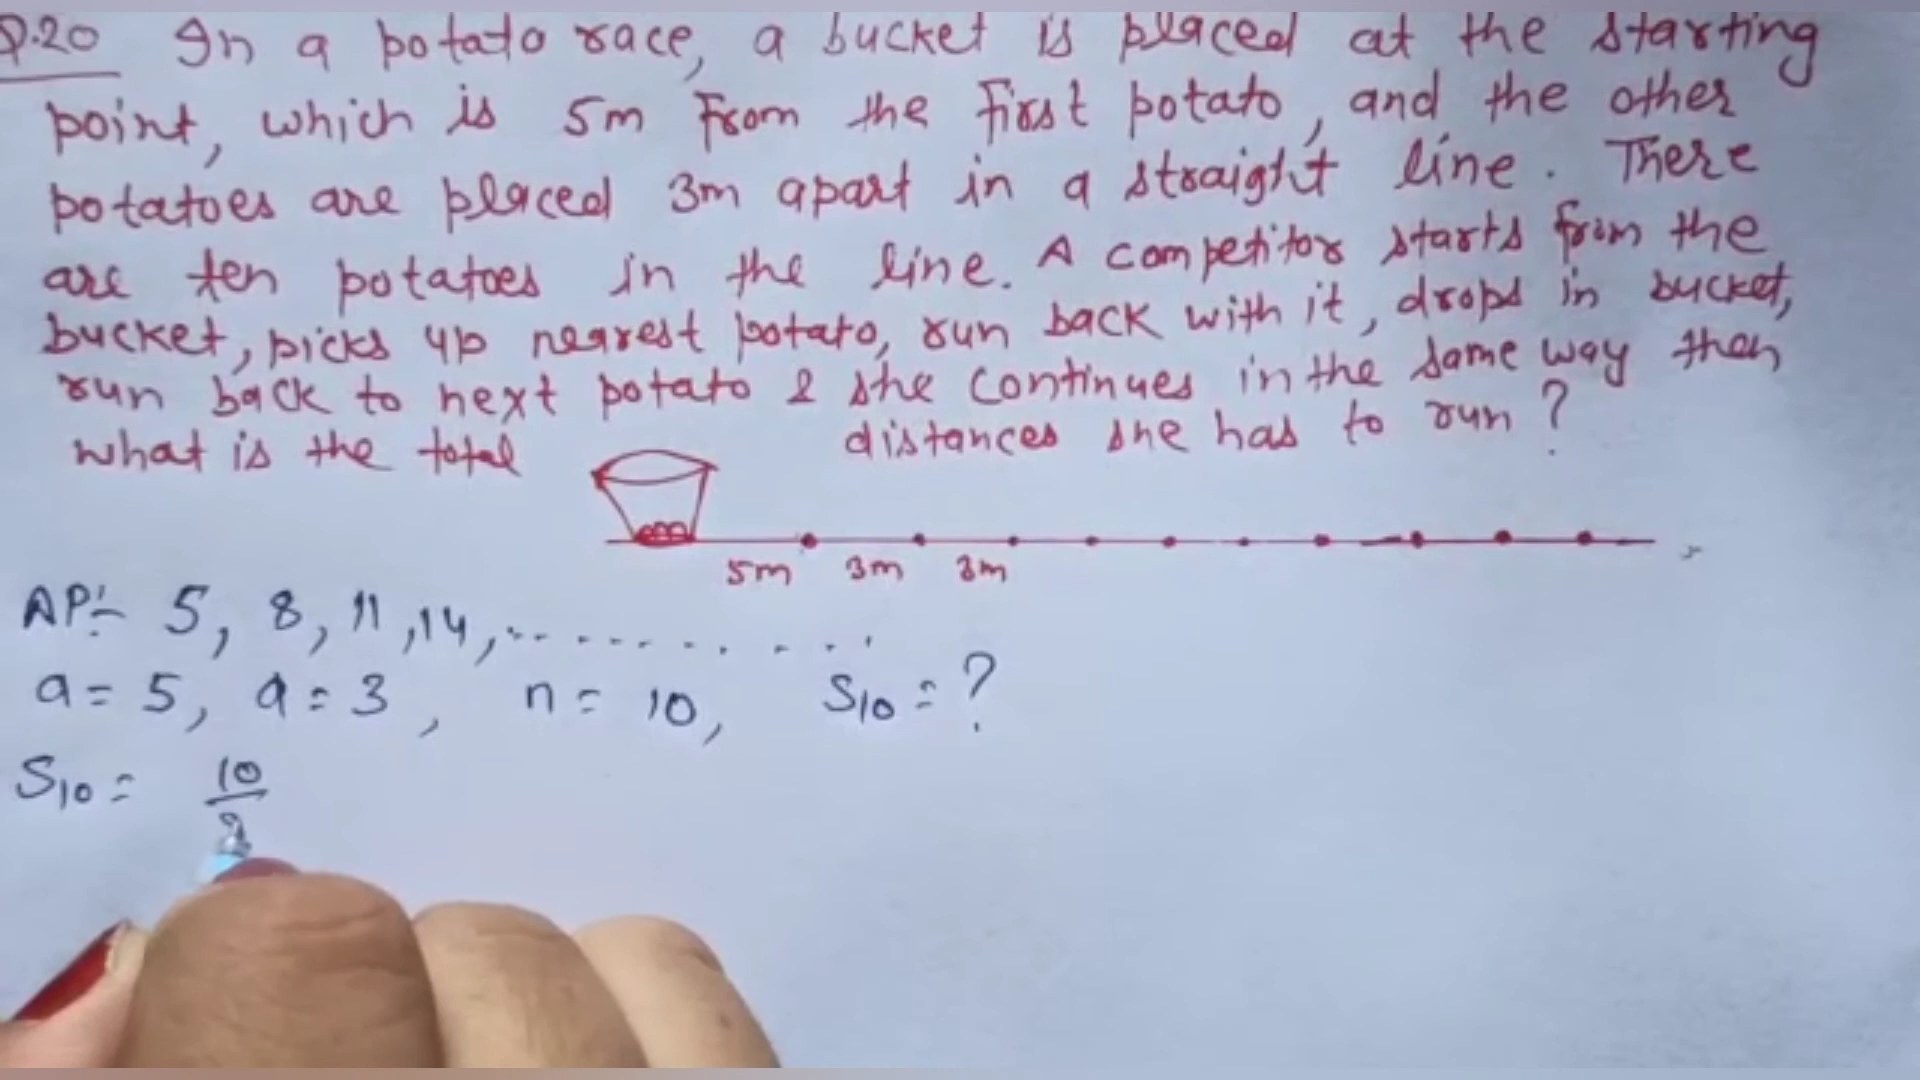 Q.20 In a potato race, a bucket is placed at the starting
point, which is 5m From the first potato, and the other
potatoes are placed 3m apart in a straight line. There
are ten potatoes in the line. A competitor starts from the
bucket, picks up nearest potato, run back with it, drops in bucket,
run back to next potato & she continues in the same way then
what is the total distances she has to run?
5m 3m 3m
AP:- 5, 8, 11, 14, ...........
a = 5, d = 3, n = 10, S10 = ?
S10 = 10/2